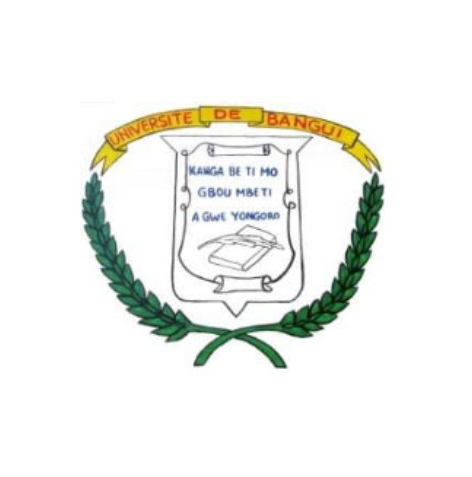 UNIVERSITE DE BANGUI
KANGA BE TI MO
GBOU MBETI
A GWE YONGORO